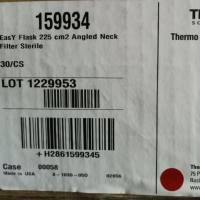 159934
EasY Flask 225 cm2 Angled Neck
Filter Sterile
30/CS
LOT 1229953
+H2861599345
Case 00058
Made in USA
Thermo